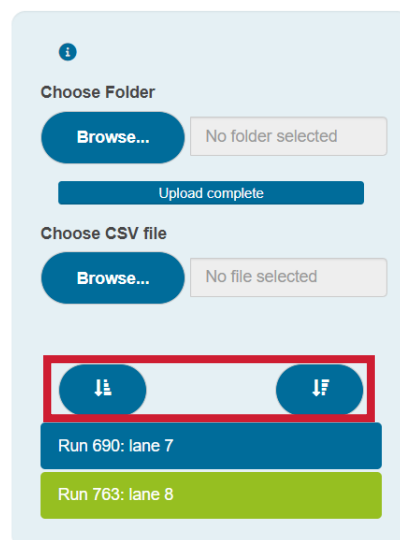 Choose Folder
Browse...
No folder selected
Upload complete
Choose CSV file
Browse...
No file selected
Run 690: lane 7
Run 763: lane 8